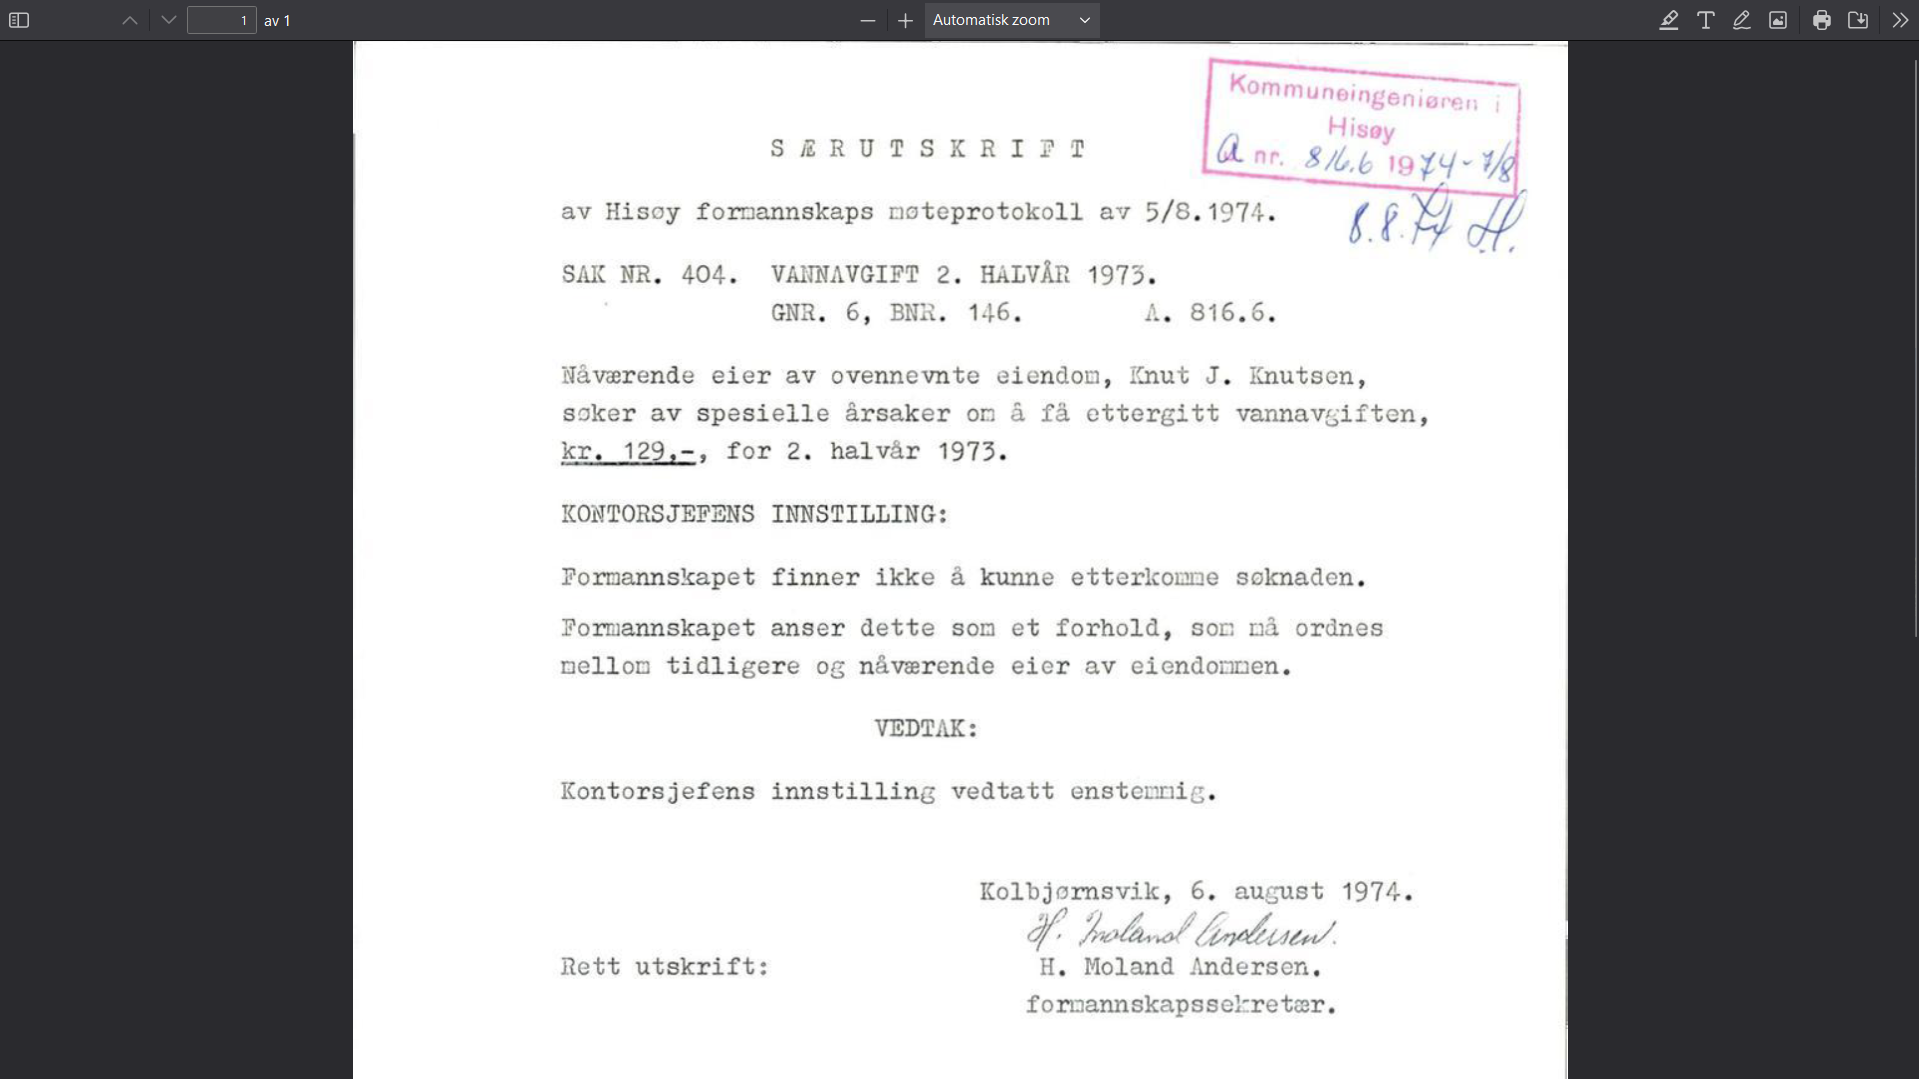 1
av 1
Automatisk zoom
Kommuneingeniøren i
Hisøy
a nr. 816.6 1974 - 7/8
8.8.74 H.
SÆRUTSKRIFT
av Hisøy formannskaps møteprotokoll av 5/8.1974.
SAK NR. 404. VANNAVGIFT 2. HALVÅR 1973.
GNR. 6, BNR. 146. A. 816.6.
Nåværende eier av ovennevnte eiendom, Knut J. Knutsen,
søker av spesielle årsaker om å få ettergitt vannavgiften,
kr. 129,-, for 2. halvår 1973.
KONTORSJEFENS INNSTILLING:
Formannskapet finner ikke å kunne etterkomme søknaden.
Formannskapet anser dette som et forhold, som må ordnes
mellom tidligere og nåværende eier av eiendommen.
VEDTAK:
Kontorsjefens innstilling vedtatt enstemmig.
Kolbjørnsvik, 6. august 1974.
H. Moland Andersen.
Rett utskrift: H. Moland Andersen.
formannskapssekretær.